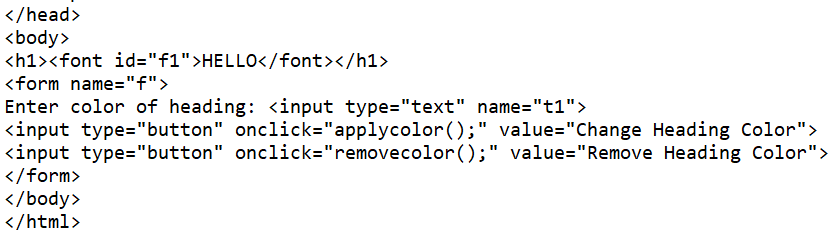 </head>
<body>
<h1><font id="f1">HELLO</font></h1>
<form name="f">
Enter color of heading: <input type="text" name="t1">
<input type="button" onclick="applycolor();" value="Change Heading Color">
<input type="button" onclick="removecolor();" value="Remove Heading Color">
</form>
</body>
</html>